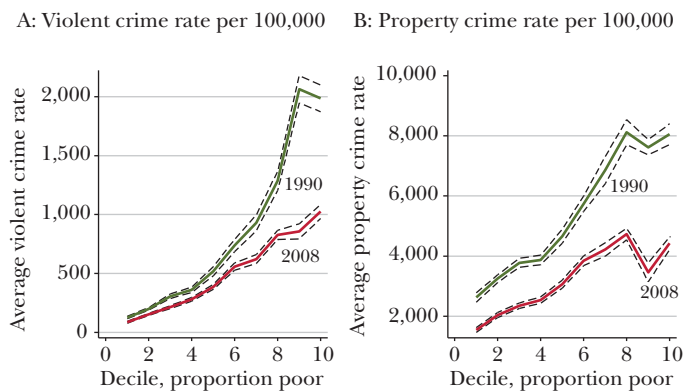 A: Violent crime rate per 100,000
Average violent crime rate
2,000
1,500
1,000
500
0
1990
2008
0 2 4 6 8 10
Decile, proportion poor
B: Property crime rate per 100,000
Average property crime rate
10,000
8,000
6,000
4,000
2,000
1990
2008
0 2 4 6 8 10
Decile, proportion poor